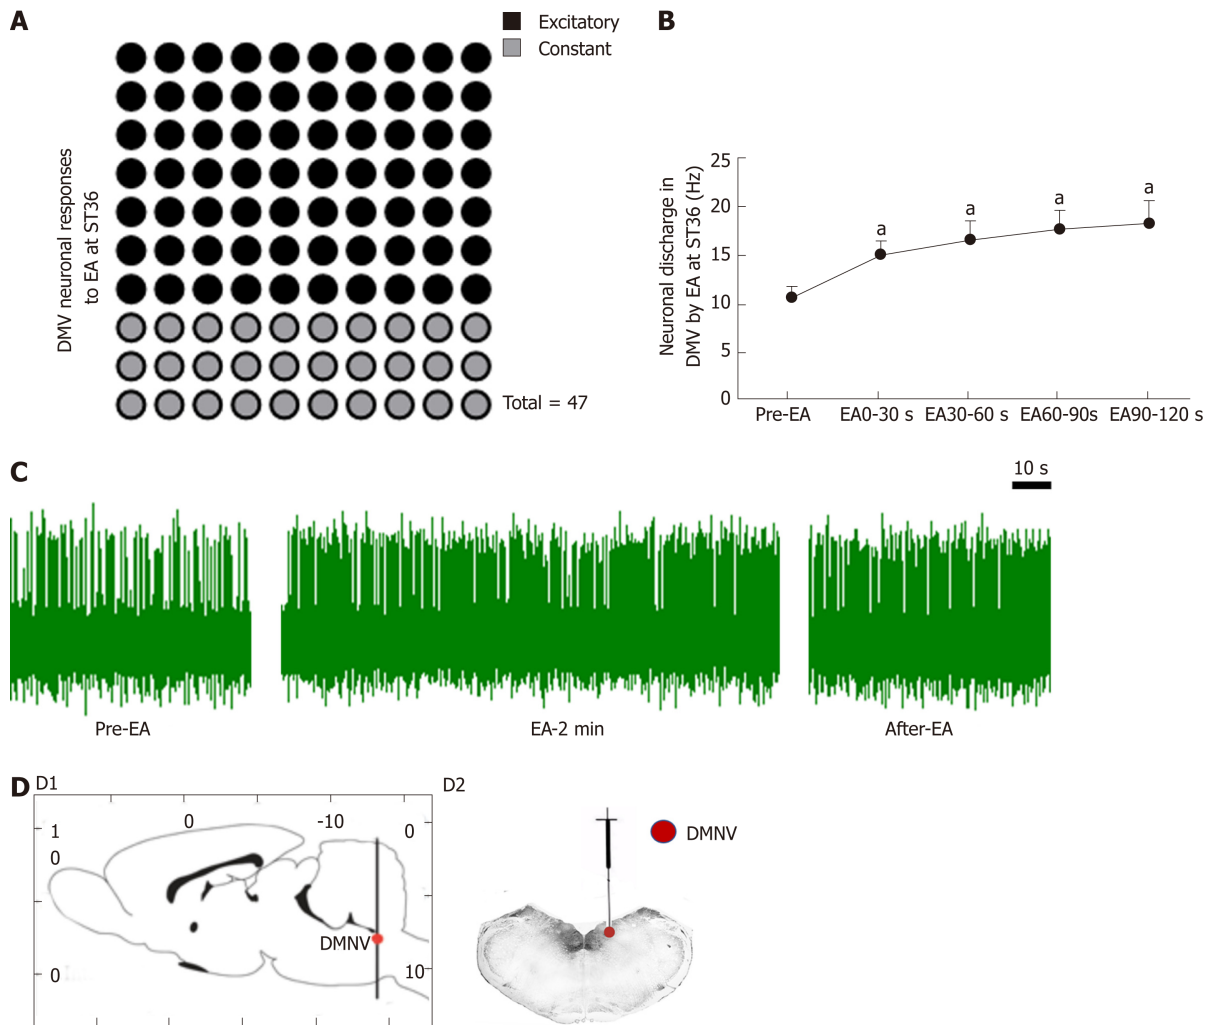 A
Excitatory
Constant
DMV neuronal responses
to EA at ST36
Total = 47
B
Neuronal discharge in
DMV by EA at ST36 (Hz)
25
20
15
10
5
0
a
a
a
a
Pre-EA
EA0-30 s
EA30-60 s
EA60-90s
EA90-120 s
C
10 s
Pre-EA
EA-2 min
After-EA
D
D1
0
-10
0
1
0
DMNV
0
10
D2
DMNV